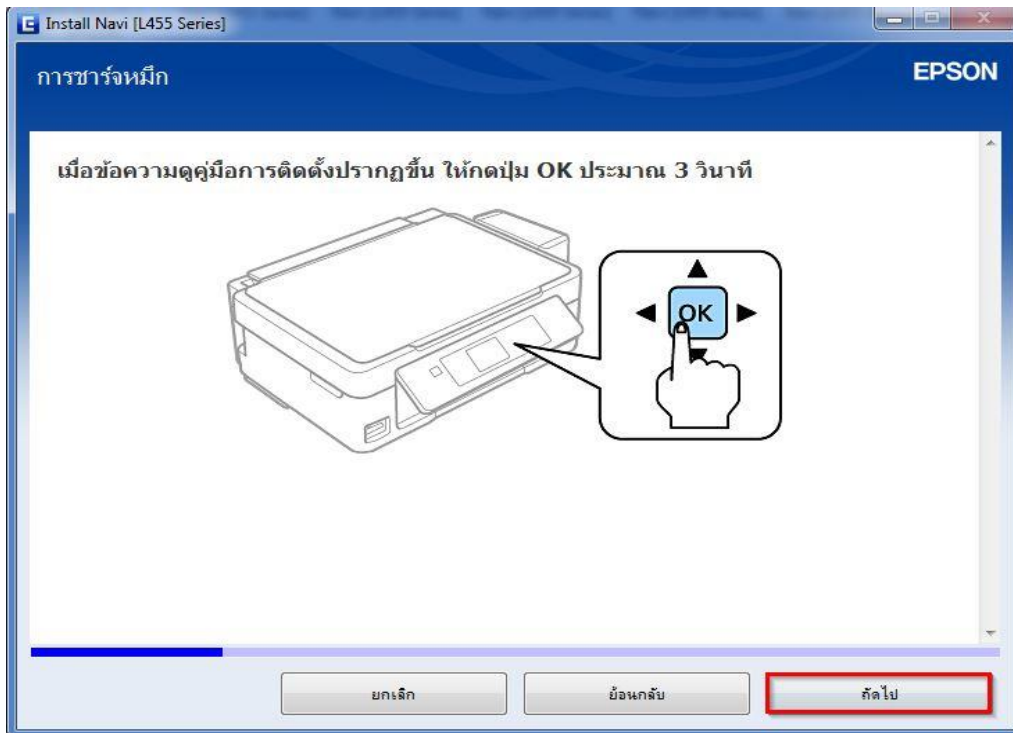 Install Navi [L455 Series]
การชาร์จหมึก
EPSON
เมื่อข้อความดูคู่มือการติดตั้งปรากฏขึ้น ให้กดปุ่ม OK ประมาณ 3 วินาที
OK
ยกเลิก
ย้อนกลับ
ถัดไป